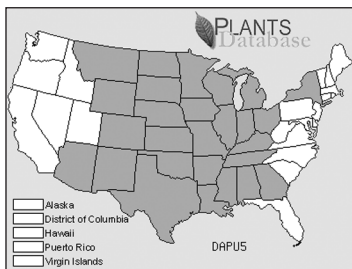 PLANTS
Database
Alaska
District of Columbia
Hawaii
Puerto Rico
Virgin Islands
DAPU5